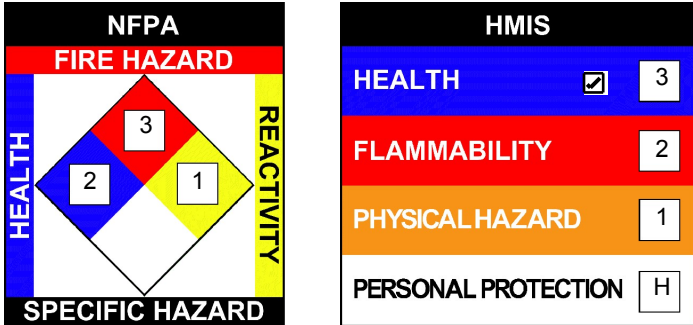 NFPA
FIRE HAZARD
HEALTH
3
2
1
REACTIVITY
SPECIFIC HAZARD
HMIS
HEALTH 3
FLAMMABILITY 2
PHYSICAL HAZARD 1
PERSONAL PROTECTION H